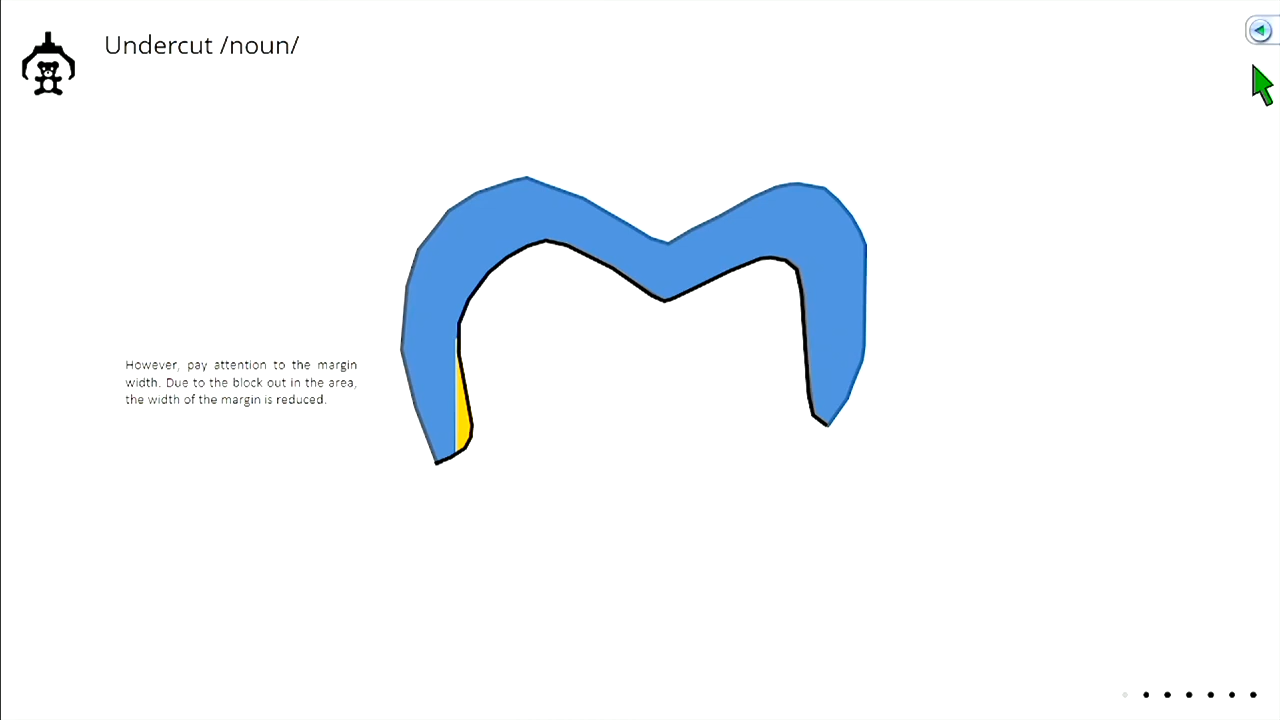 Undercut /noun/
However, pay attention to the margin
width. Due to the block out in the area,
the width of the margin is reduced.